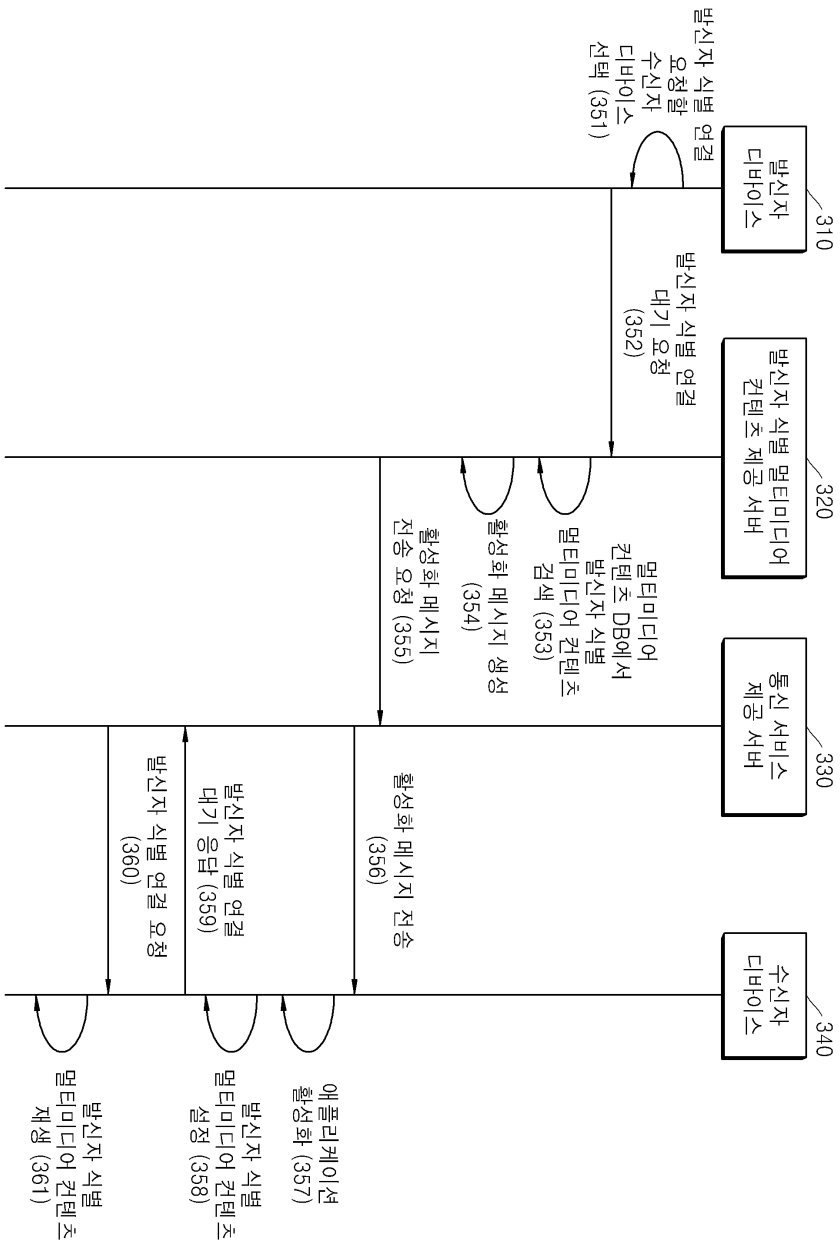 310
발신자
디바이스
320
발신자 식별 멀티미디어
컨텐츠 제공 서버
330
통신 서비스
제공 서버
340
수신자
디바이스
발신자 식별 연결
요청할
수신자
디바이스
선택 (351)
발신자 식별 연결
대기 요청
(352)
멀티미디어
컨텐츠 DB에서
발신자 식별
멀티미디어 컨텐츠
검색 (353)
활성화 메시지 생성
(354)
활성화 메시지
전송 요청 (355)
활성화 메시지 전송
(356)
애플리케이션
활성화 (357)
발신자 식별
멀티미디어 컨텐츠
설정 (358)
발신자 식별 연결
대기 응답 (359)
발신자 식별 연결 요청
(360)
발신자 식별
멀티미디어 컨텐츠
재생 (361)